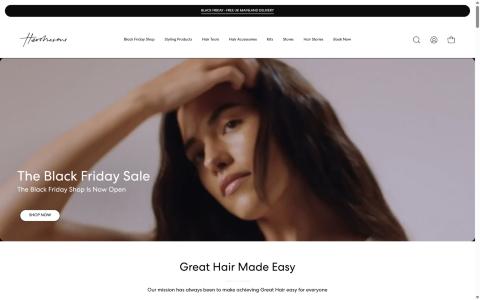 BLACK FRIDAY - FREE UK MAINLAND DELIVERY
Hershesons
Black Friday Shop Styling Products Hair Tools Hair Accessories Kits Stores Hair Stories Book Now
The Black Friday Sale
The Black Friday Shop Is Now Open
SHOP NOW
Great Hair Made Easy
Our mission has always been to make achieving Great Hair easy for everyone